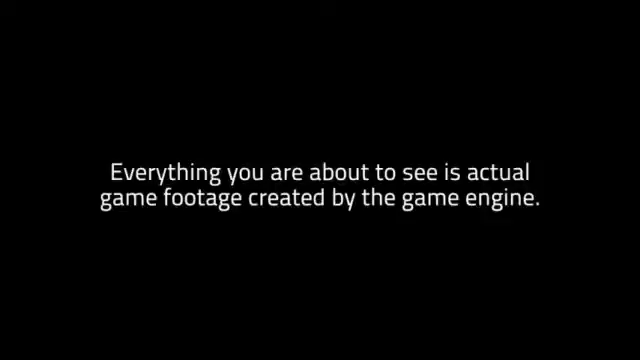 Everything you are about to see is actual
game footage created by the game engine.